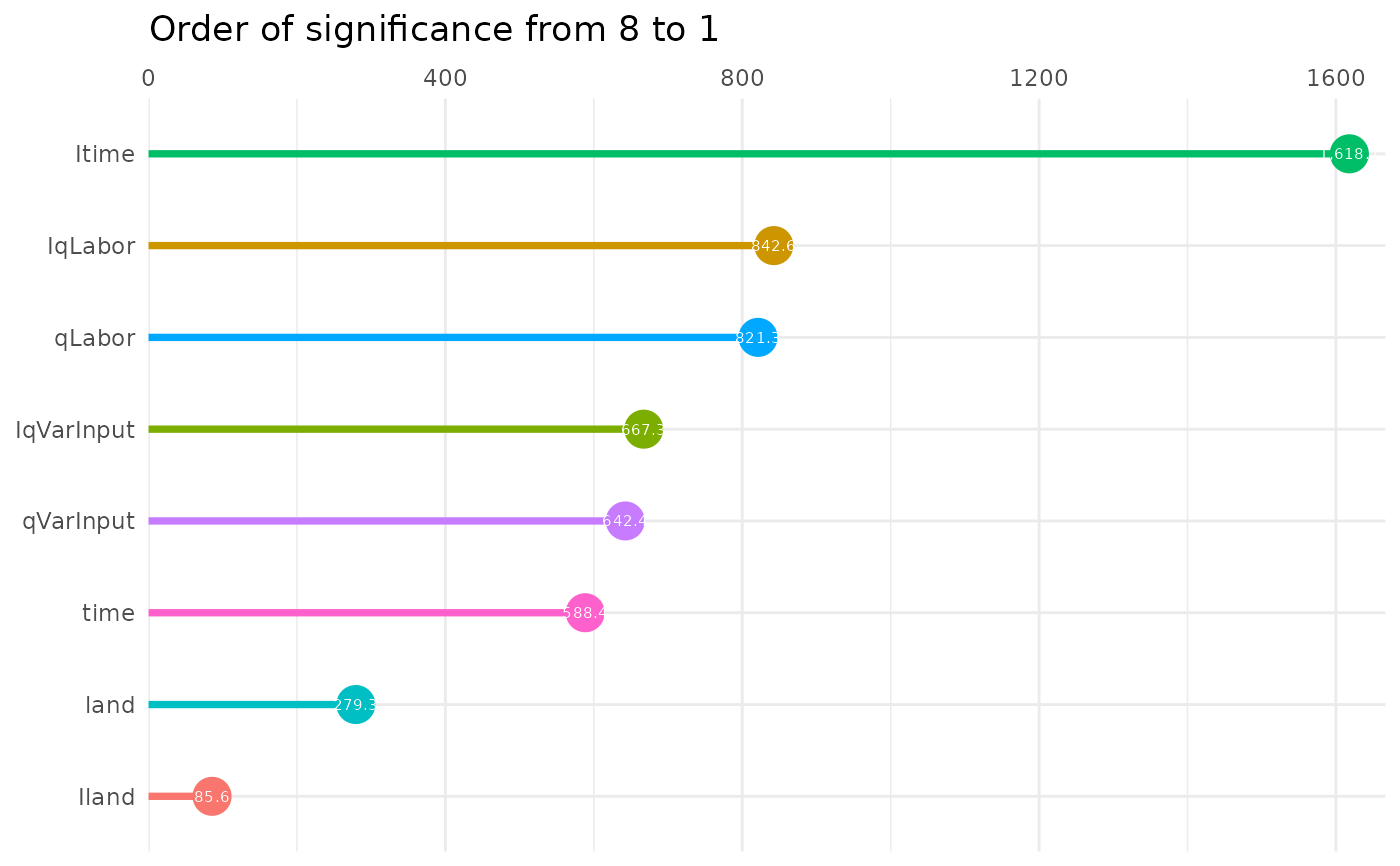 Order of significance from 8 to 1
0 400 800 1200 1600
ltime
lqLabor 842.6
qLabor 821.3
lqVarInput 667.3
qVarInput 642.4
time 588.4
land 279.3
lland 85.6